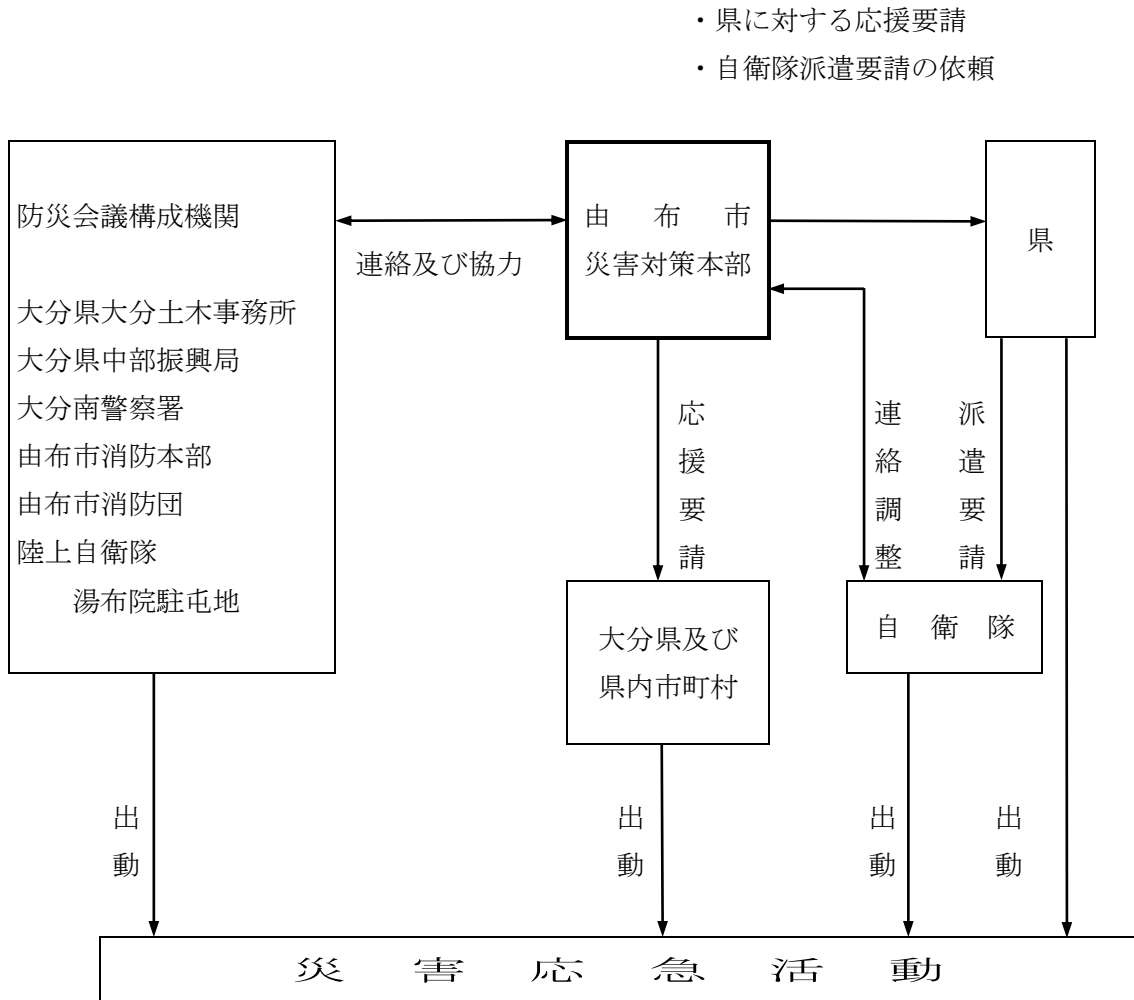 ・県に対する応援要請
・自衛隊派遣要請の依頼
防災会議構成機関
大分県大分土木事務所
大分県中部振興局
大分南警察署
由布市消防本部
由布市消防団
陸上自衛隊
湯布院駐屯地
連絡及び協力
由布市
災害対策本部
県
応援要請
連絡調整
派遣要請
大分県及び
県内市町村
自衛隊
出動
出動
出動
出動
災害応急活動